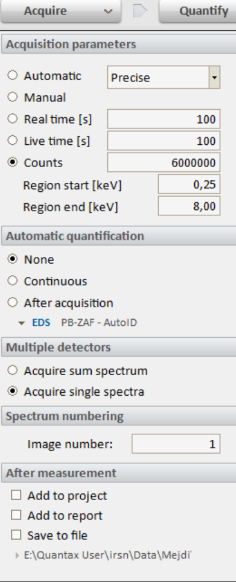 Acquire Quantify
Acquisition parameters
Automatic Precise
Manual
Real time [s] 100
Live time [s] 100
Counts 6000000
Region start [keV] 0,25
Region end [keV] 8,00
Automatic quantification
None
Continuous
After acquisition
EDS PB-ZAF - AutoID
Multiple detectors
Acquire sum spectrum
Acquire single spectra
Spectrum numbering
Image number: 1
After measurement
Add to project
Add to report
Save to file
E:\Quantax User\irsn\Data\Mejdi